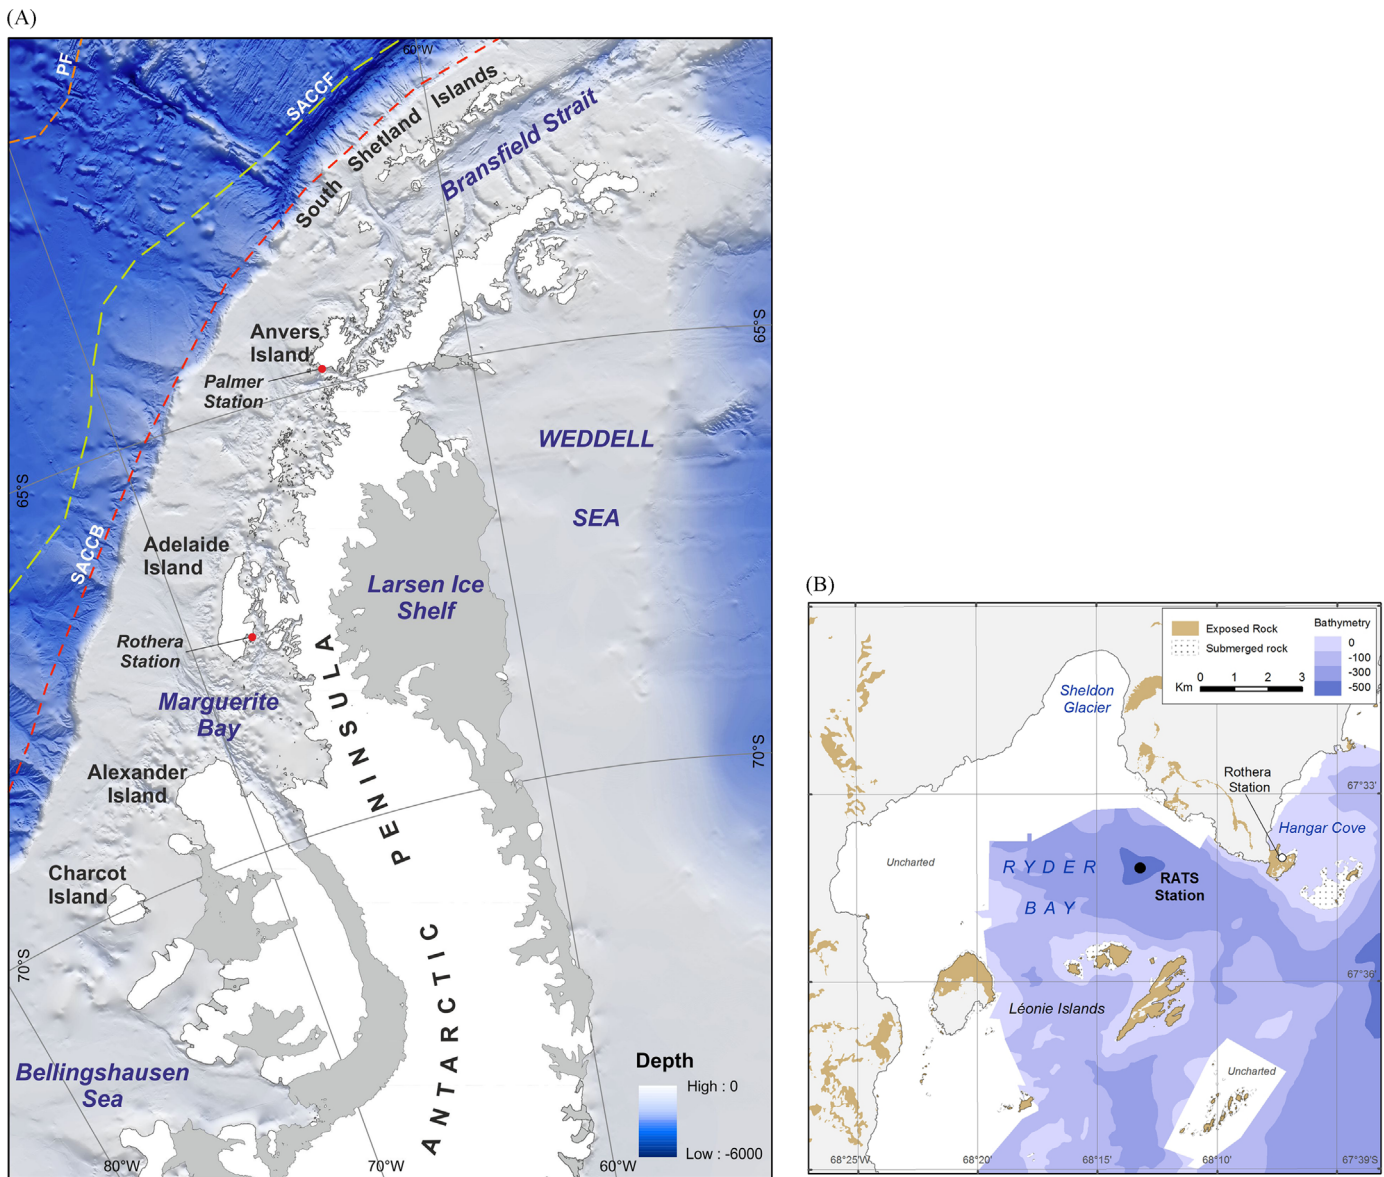 (A)
60°W
PF
SACCF
South Shetland Islands
Bransfield Strait
Anvers
Island
65°S
Palmer
Station
WEDDELL
SEA
65°S
SACCB
Adelaide
Island
Larsen Ice
Shelf
Rothera
Station
Marguerite
Bay
70°S
Alexander
Island
ANTARCTIC PENINSULA
Charcot
Island
70°S
Bellingshausen
Sea
Depth
High : 0
Low : -6000
80°W
70°W
60°W
(B)
Exposed Rock
Submerged rock
Km
0 1 2 3
Bathymetry
0
-100
-300
-500
Sheldon
Glacier
Rothera
Station
67°33'
Hangar Cove
Uncharted
RYDER
BAY
RATS
Station
67°36'
Léonie Islands
Uncharted
68°25'W
68°20'
68°15'
68°10'
67°39'S